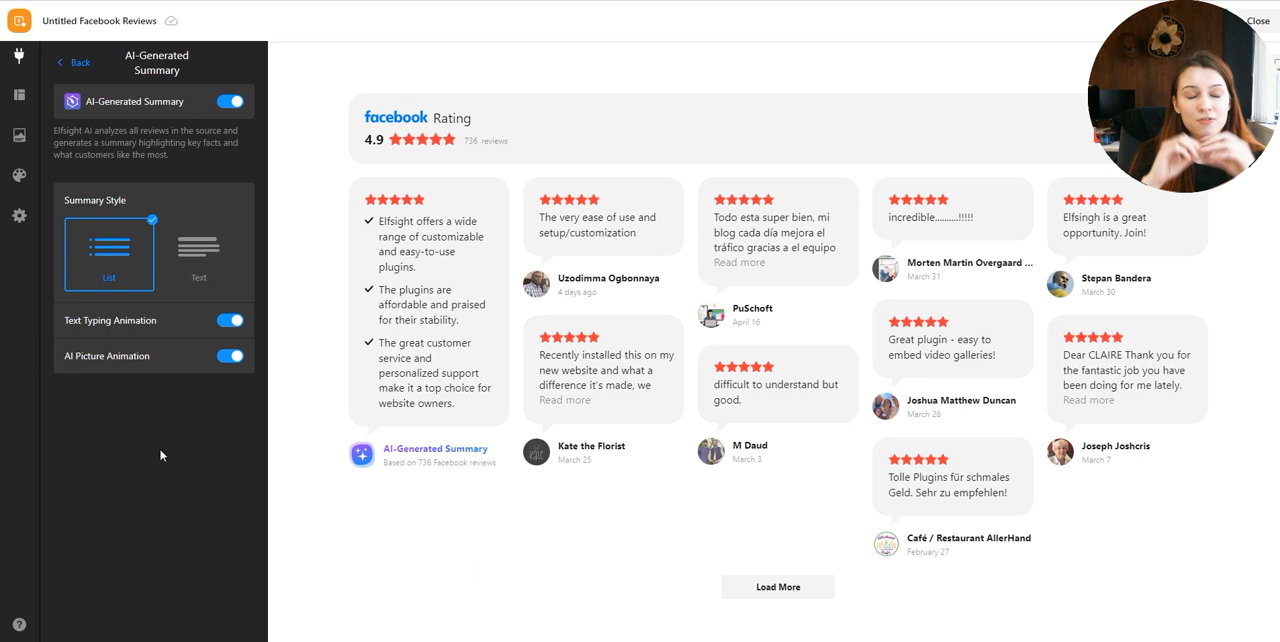 Untitled Facebook Reviews
Close
Back
AI-Generated
Summary
AI-Generated Summary
Elfsight AI analyzes all reviews in the source and
generates a summary highlighting key facts and
what customers like the most.
Summary Style
List
Text
Text Typing Animation
AI Picture Animation
facebook Rating
4.9 736 reviews
Elfsight offers a wide
range of customizable
and easy-to-use
plugins.
The plugins are
affordable and praised
for their stability.
The great customer
service and
personalized support
make it a top choice for
website owners.
AI-Generated Summary
Based on 736 Facebook reviews
The very ease of use and
setup/customization
Uzodimma Ogbonnaya
4 days ago
Recently installed this on my
new website and what a
difference it's made, we
Read more
Kate the Florist
March 25
Todo esta super bien, mi
blog cada día mejora el
tráfico gracias a el equipo
Read more
PuSchoft
April 16
difficult to understand but
good.
M Daud
March 3
incredible..........!!!!!
Morten Martin Overgaard ...
March 31
Great plugin - easy to
embed video galleries!
Joshua Matthew Duncan
March 28
Tolle Plugins für schmales
Geld. Sehr zu empfehlen!
Café / Restaurant AllerHand
February 27
Elfsingh is a great
opportunity. Join!
Stepan Bandera
March 30
Dear CLAIRE Thank you for
the fantastic job you have
been doing for me lately.
Read more
Joseph Joshcris
March 7
Load More